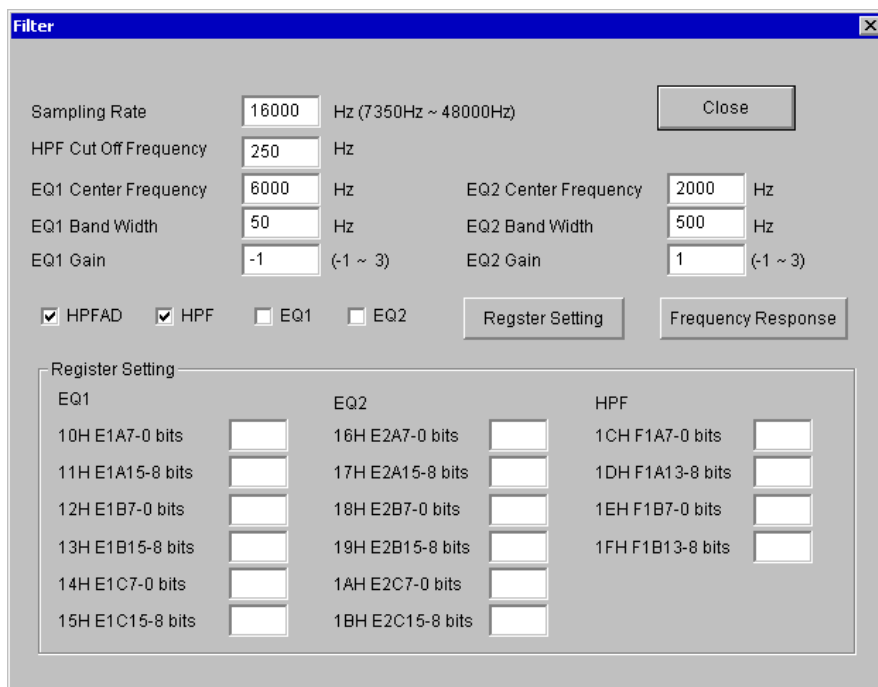 Filter
Sampling Rate 16000 Hz (7350Hz ~ 48000Hz) Close
HPF Cut Off Frequency 250 Hz
EQ1 Center Frequency 6000 Hz EQ2 Center Frequency 2000 Hz
EQ1 Band Width 50 Hz EQ2 Band Width 500 Hz
EQ1 Gain -1 (-1 ~ 3) EQ2 Gain 1 (-1 ~ 3)
HPFAD HPF EQ1 EQ2 Regster Setting Frequency Response
Register Setting
EQ1 EQ2 HPF
10H E1A7-0 bits 16H E2A7-0 bits 1CH F1A7-0 bits
11H E1A15-8 bits 17H E2A15-8 bits 1DH F1A13-8 bits
12H E1B7-0 bits 18H E2B7-0 bits 1EH F1B7-0 bits
13H E1B15-8 bits 19H E2B15-8 bits 1FH F1B13-8 bits
14H E1C7-0 bits 1AH E2C7-0 bits
15H E1C15-8 bits 1BH E2C15-8 bits